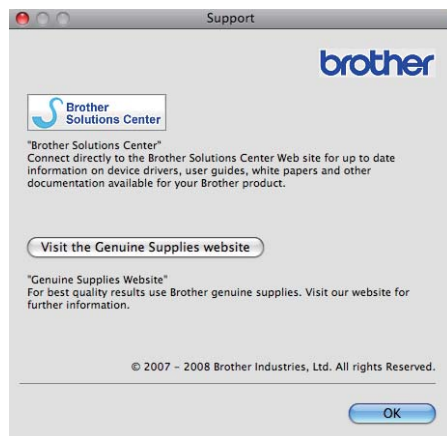 Support
brother
Brother
Solutions Center
"Brother Solutions Center"
Connect directly to the Brother Solutions Center Web site for up to date
information on device drivers, user guides, white papers and other
documentation available for your Brother product.
Visit the Genuine Supplies website
"Genuine Supplies Website"
For best quality results use Brother genuine supplies. Visit our website for
further information.
© 2007 – 2008 Brother Industries, Ltd. All rights Reserved.
OK